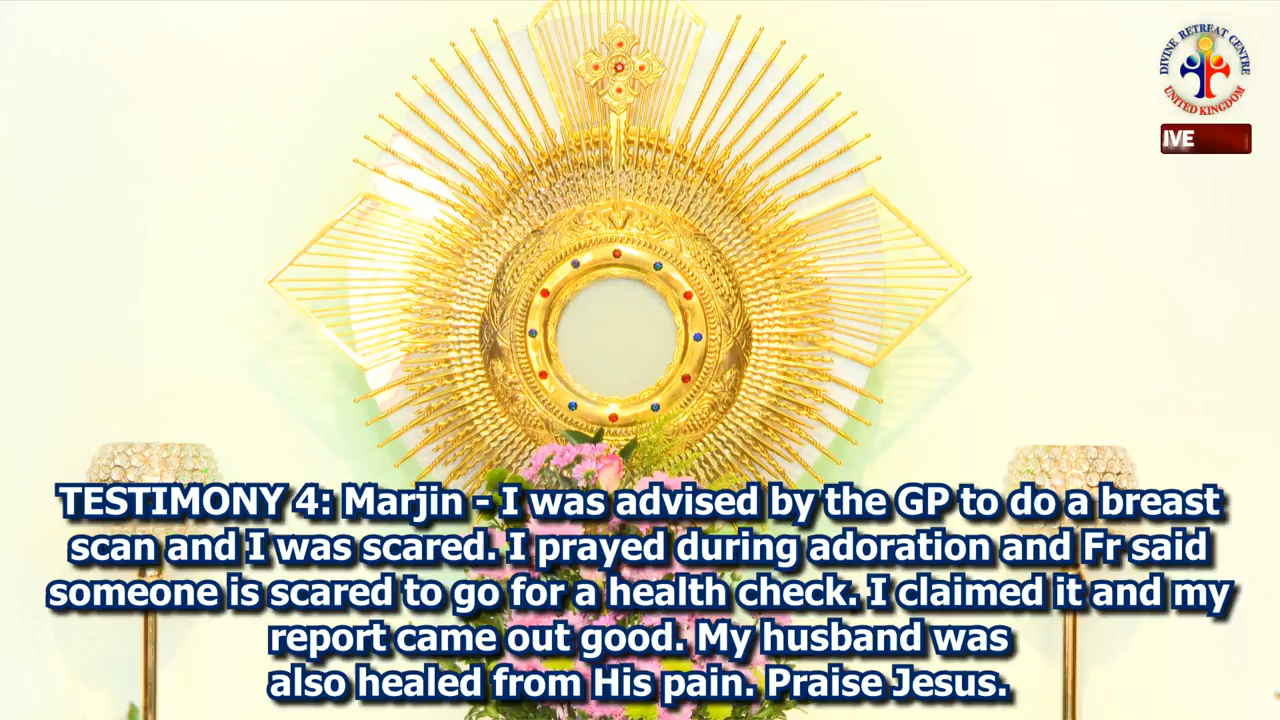 DIVINE RETREAT CENTRE
UNITED KINGDOM
IVE
TESTIMONY 4: Marjin - I was advised by the GP to do a breast
scan and I was scared. I prayed during adoration and Fr said
someone is scared to go for a health check. I claimed it and my
report came out good. My husband was
also healed from His pain. Praise Jesus.